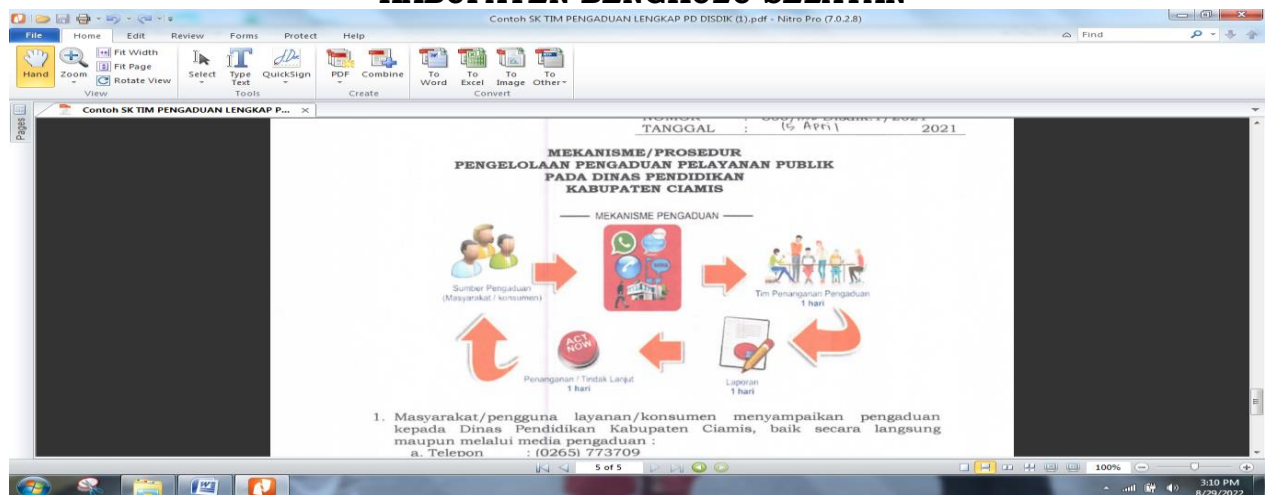 KABUPATEN BENGKULU SELATAN
Contoh SK TIM PENGADUAN LENGKAP PD DISDIK (1).pdf - Nitro Pro (7.0.2.8)
File Home Edit Review Forms Protect Help Find
Hand
Zoom
Fit Width
Fit Page
Rotate View
View
Select
Type Text
QuickSign
Tools
PDF
Combine
Create
To Word
To Excel
To Image
To Other
Convert
Pages
Contoh SK TIM PENGADUAN LENGKAP P...
NOMOR :
TANGGAL : 15 April 2021
MEKANISME/PROSEDUR
PENGELOLAAN PENGADUAN PELAYANAN PUBLIK
PADA DINAS PENDIDIKAN
KABUPATEN CIAMIS
MEKANISME PENGADUAN
Sumber Pengaduan
(Masyarakat / konsumen)
Tim Penanganan Pengaduan
1 hari
ACT NOW
Penanganan / Tindak Lanjut
1 hari
Laporan
1 hari
1. Masyarakat/pengguna layanan/konsumen menyampaikan pengaduan
kepada Dinas Pendidikan Kabupaten Ciamis, baik secara langsung
maupun melalui media pengaduan :
a. Telepon : (0265) 773709
5 of 5
100%
3:10 PM
8/29/2022